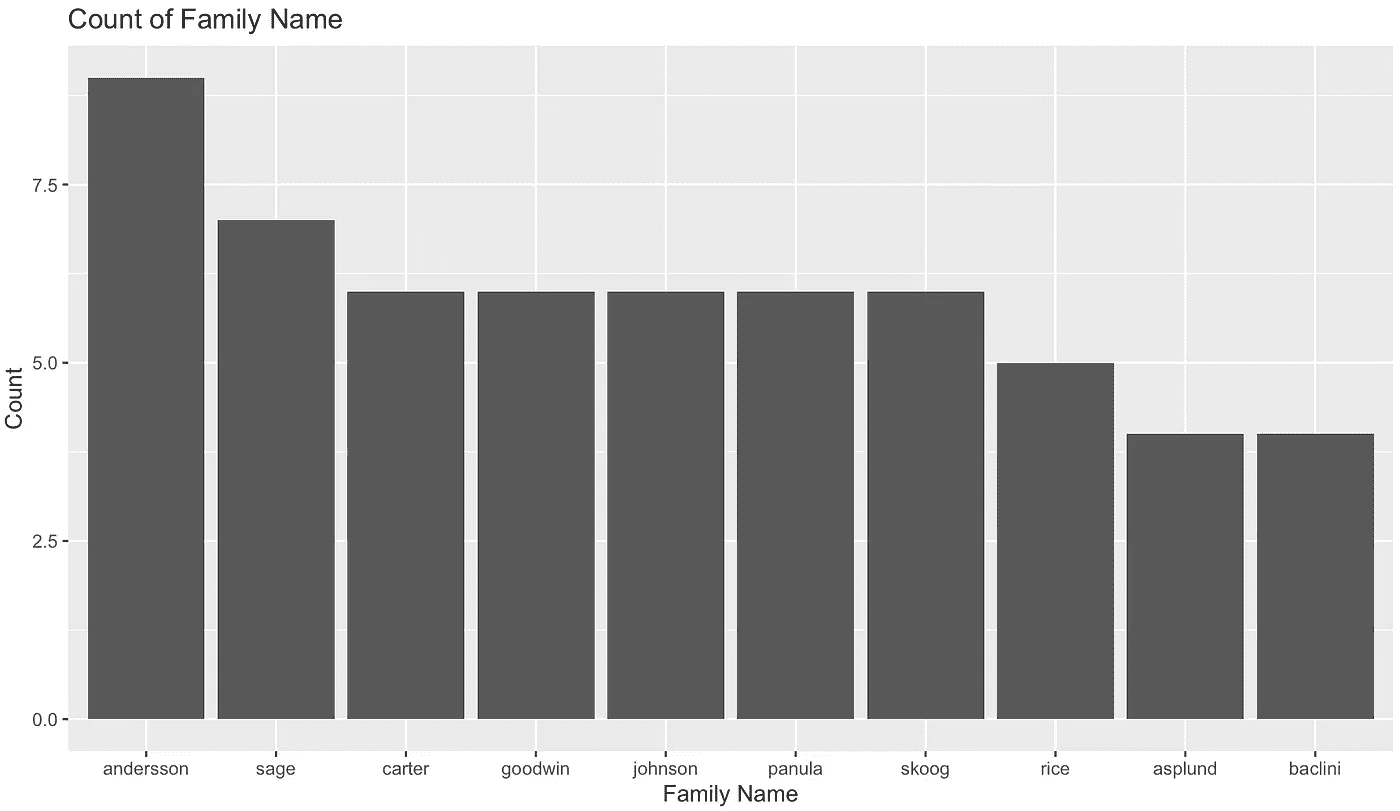 Count of Family Name
7.5
5.0
2.5
0.0
Count
andersson sage carter goodwin johnson panula skoog rice asplund baclini
Family Name